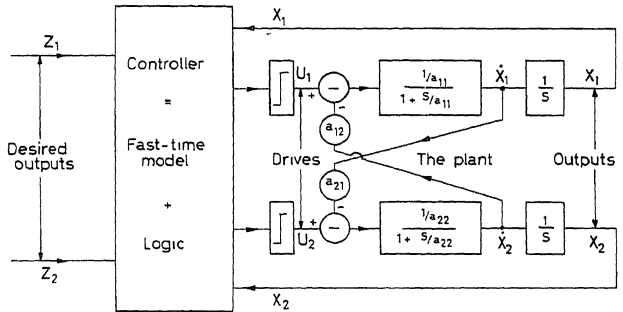 X1
Z1
Controller
=
Fast-time
model
+
Logic
Desired
outputs
Z2
U1
+
−
−
1/a11
1 + S/a11
Ẋ1
1
S
X1
a12
Drives
The plant
Outputs
a21
−
+
−
U2
1/a22
1 + S/a22
Ẋ2
1
S
X2
X2